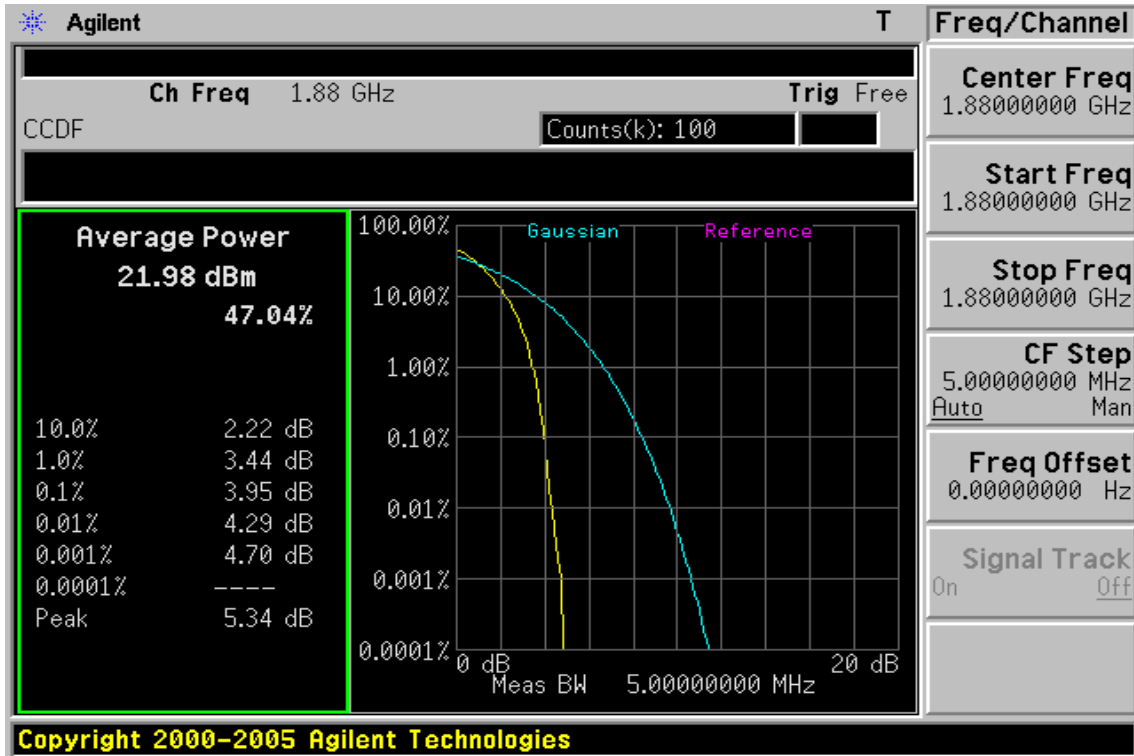 Agilent T
Ch Freq 1.88 GHz Trig Free
CCDF Counts(k): 100
Average Power
21.98 dBm
47.04%
10.0% 2.22 dB
1.0% 3.44 dB
0.1% 3.95 dB
0.01% 4.29 dB
0.001% 4.70 dB
0.0001% ----
Peak 5.34 dB
Gaussian Reference
100.00%
10.00%
1.00%
0.10%
0.01%
0.001%
0.0001%
0 dB 20 dB
Meas BW 5.00000000 MHz
Freq/Channel
Center Freq
1.88000000 GHz
Start Freq
1.88000000 GHz
Stop Freq
1.88000000 GHz
CF Step
5.00000000 MHz
Auto Man
Freq Offset
0.00000000 Hz
Signal Track
On Off
Copyright 2000-2005 Agilent Technologies